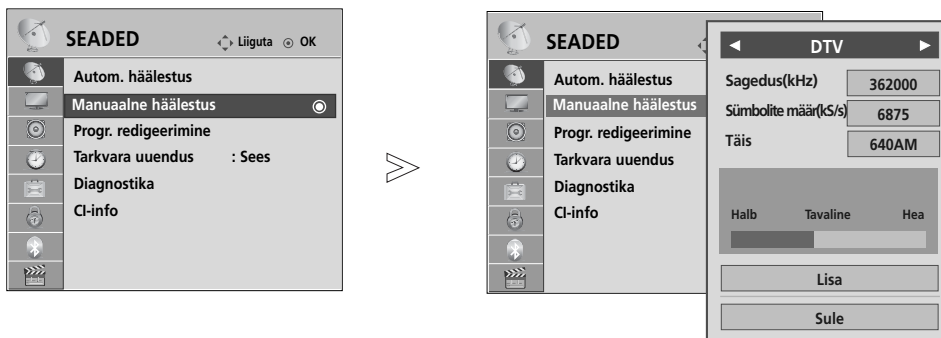 SEADED
Liiguta OK
Autom. häälestus
Manuaalne häälestus
Progr. redigeerimine
Tarkvara uuendus : Sees
Diagnostika
CI-info
SEADED
Autom. häälestus
Manuaalne häälestus
Progr. redigeerimine
Tarkvara uuendus
Diagnostika
CI-info
DTV
Sagedus(kHz) 362000
Sümbolite määr(kS/s) 6875
Täis 640AM
Halb Tavaline Hea
Lisa
Sule